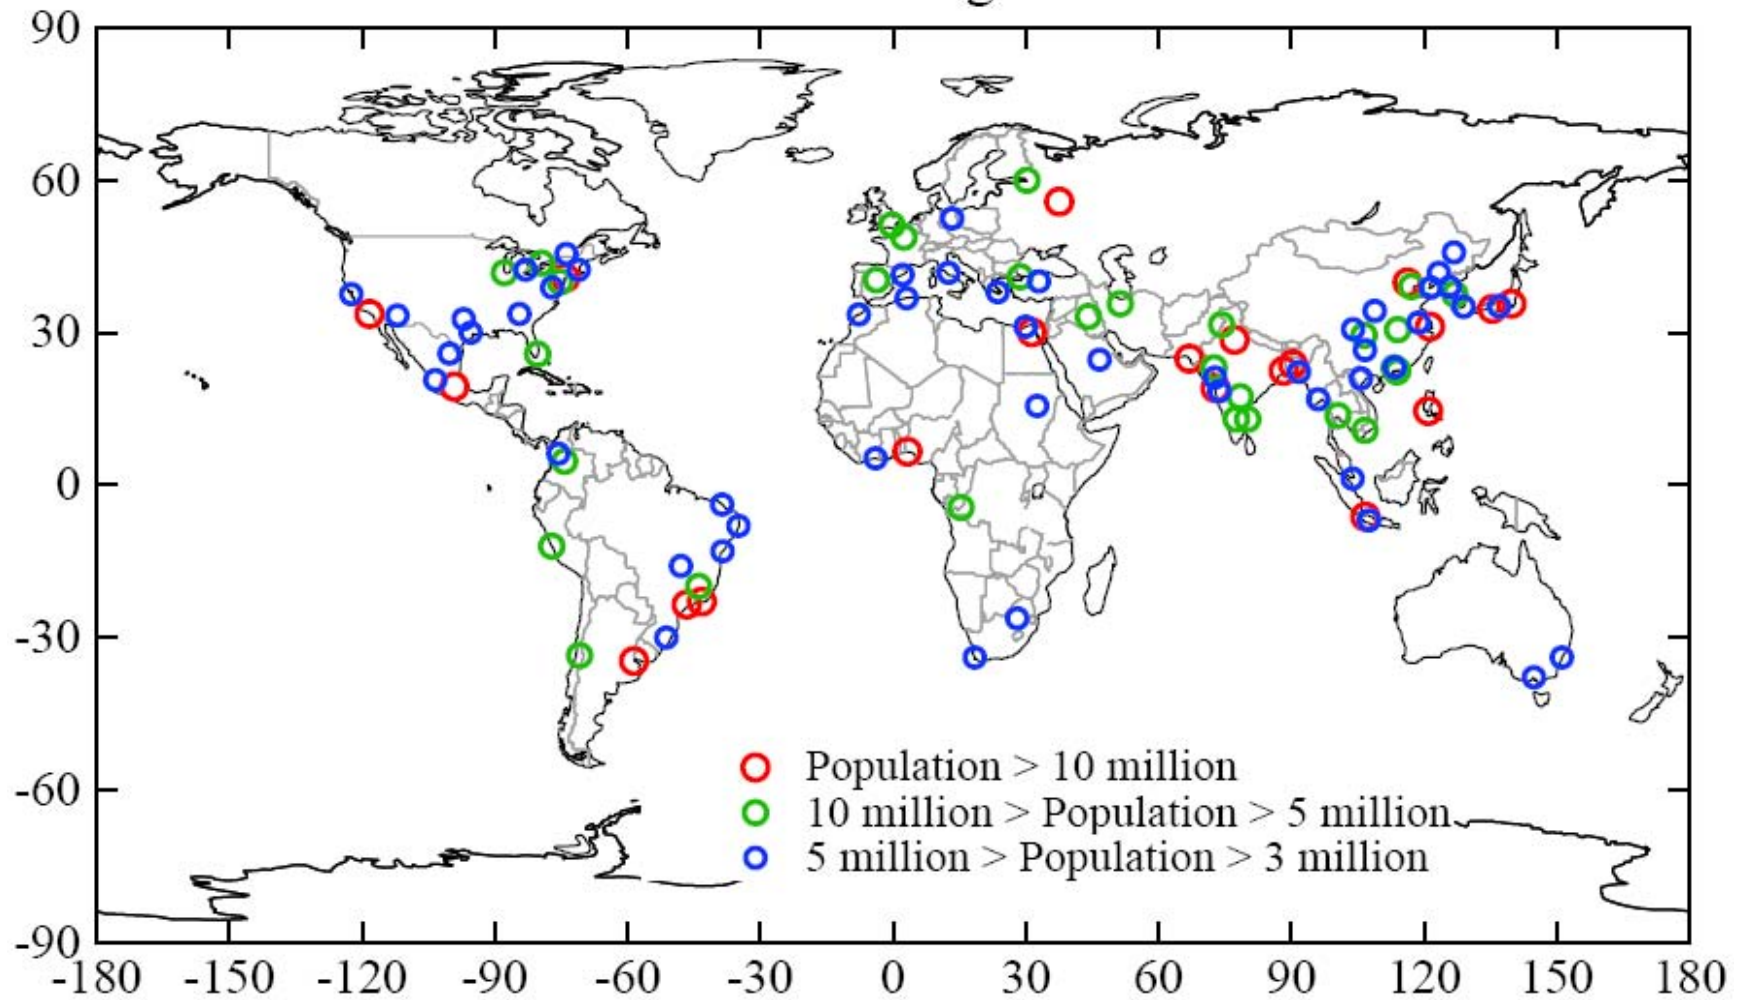 90
60
30
0
-30
-60
-90
Population > 10 million
10 million > Population > 5 million
5 million > Population > 3 million
-180 -150 -120 -90 -60 -30 0 30 60 90 120 150 180